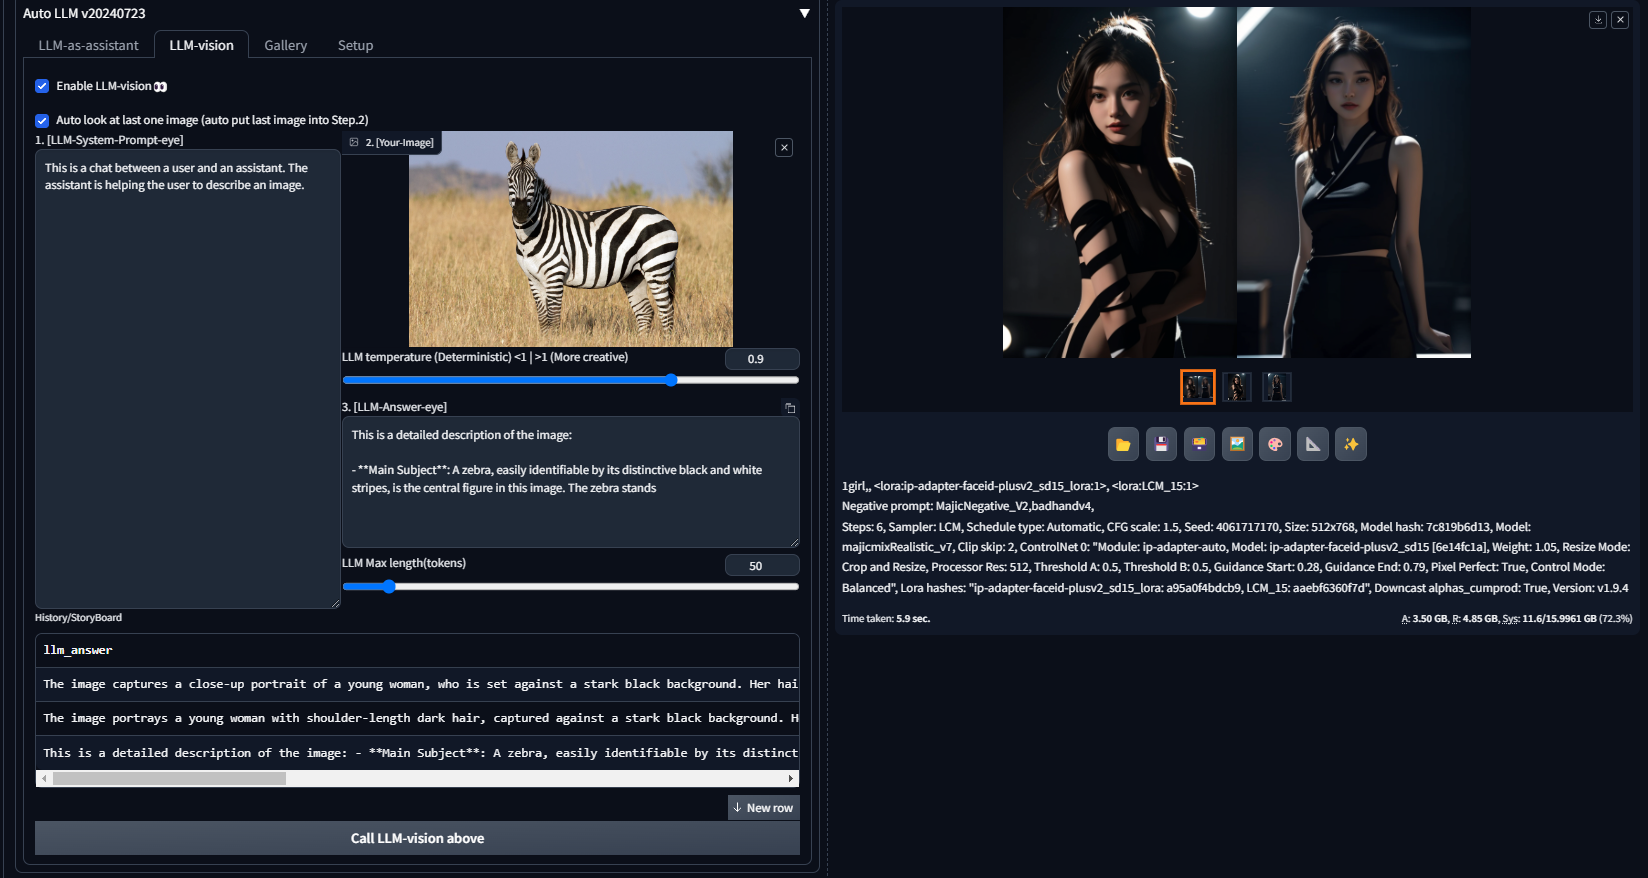 Auto LLM v20240723
▼
LLM-as-assistant
LLM-vision
Gallery
Setup
Enable LLM-vision👀
Auto look at last one image (auto put last image into Step.2)
1. [LLM-System-Prompt-eye]
This is a chat between a user and an assistant. The
assistant is helping the user to describe an image.
2. [Your-Image]
LLM temperature (Deterministic) <1 | >1 (More creative)
0.9
3. [LLM-Answer-eye]
This is a detailed description of the image:
- **Main Subject**: A zebra, easily identifiable by its distinctive black and white
stripes, is the central figure in this image. The zebra stands
LLM Max length(tokens)
50
History/StoryBoard
llm_answer
The image captures a close-up portrait of a young woman, who is set against a stark black background. Her hai
The image portrays a young woman with shoulder-length dark hair, captured against a stark black background. H
This is a detailed description of the image: - **Main Subject**: A zebra, easily identifiable by its distinct
↓ New row
Call LLM-vision above
1girl,, <lora:ip-adapter-faceid-plusv2_sd15_lora:1>, <lora:LCM_15:1>
Negative prompt: MajicNegative_V2,badhandv4,
Steps: 6, Sampler: LCM, Schedule type: Automatic, CFG scale: 1.5, Seed: 4061717170, Size: 512x768, Model hash: 7c819b6d13, Model:
majicmixRealistic_v7, Clip skip: 2, ControlNet 0: "Module: ip-adapter-auto, Model: ip-adapter-faceid-plusv2_sd15 [6e14fc1a], Weight: 1.05, Resize Mode:
Crop and Resize, Processor Res: 512, Threshold A: 0.5, Threshold B: 0.5, Guidance Start: 0.28, Guidance End: 0.79, Pixel Perfect: True, Control Mode:
Balanced", Lora hashes: "ip-adapter-faceid-plusv2_sd15_lora: a95a0f4bdcb9, LCM_15: aaebf6360f7d", Downcast alphas_cumprod: True, Version: v1.9.4
Time taken: 5.9 sec.
A: 3.50 GB, R: 4.85 GB, Sys: 11.6/15.9961 GB (72.3%)